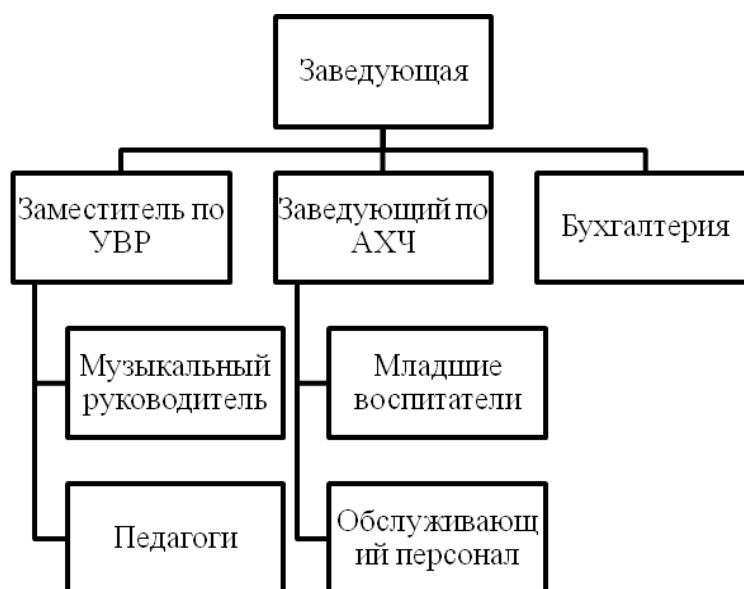 Заведующая
Заместитель по
УВР
Заведующий по
АХЧ
Бухгалтерия
Музыкальный
руководитель
Младшие
воспитатели
Педагоги
Обслуживающ
ий персонал